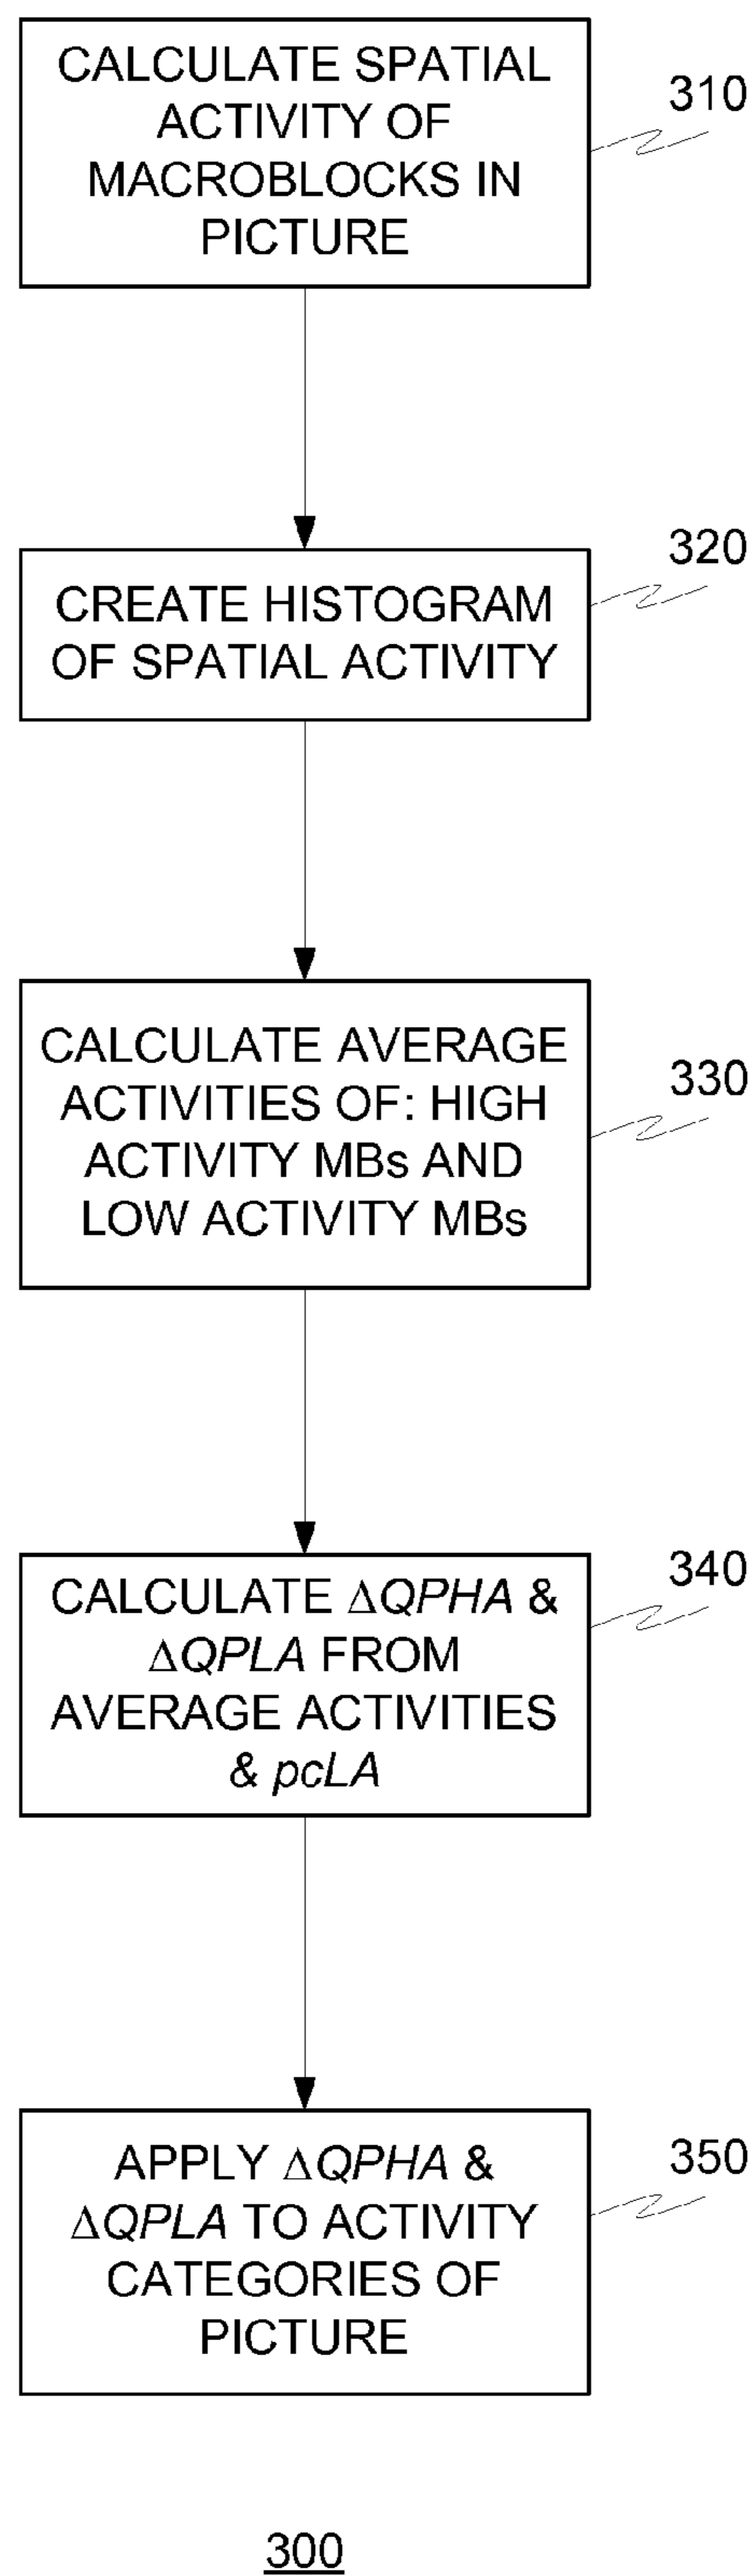 CALCULATE SPATIAL
ACTIVITY OF
MACROBLOCKS IN
PICTURE
310
CREATE HISTOGRAM
OF SPATIAL ACTIVITY
320
CALCULATE AVERAGE
ACTIVITIES OF: HIGH
ACTIVITY MBs AND
LOW ACTIVITY MBs
330
CALCULATE ΔQPHA &
ΔQPLA FROM
AVERAGE ACTIVITIES
& pcLA
340
APPLY ΔQPHA &
ΔQPLA TO ACTIVITY
CATEGORIES OF
PICTURE
350
300